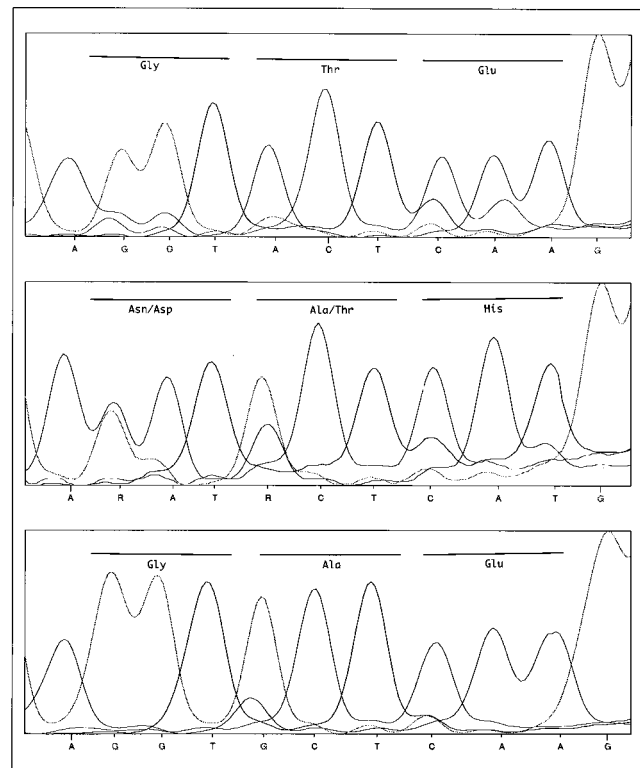 Gly Thr Glu
A G G T A C T C A A G
Asn/Asp Ala/Thr His
A R A T R C T C A T G
Gly Ala Glu
A G G T G C T C A A G